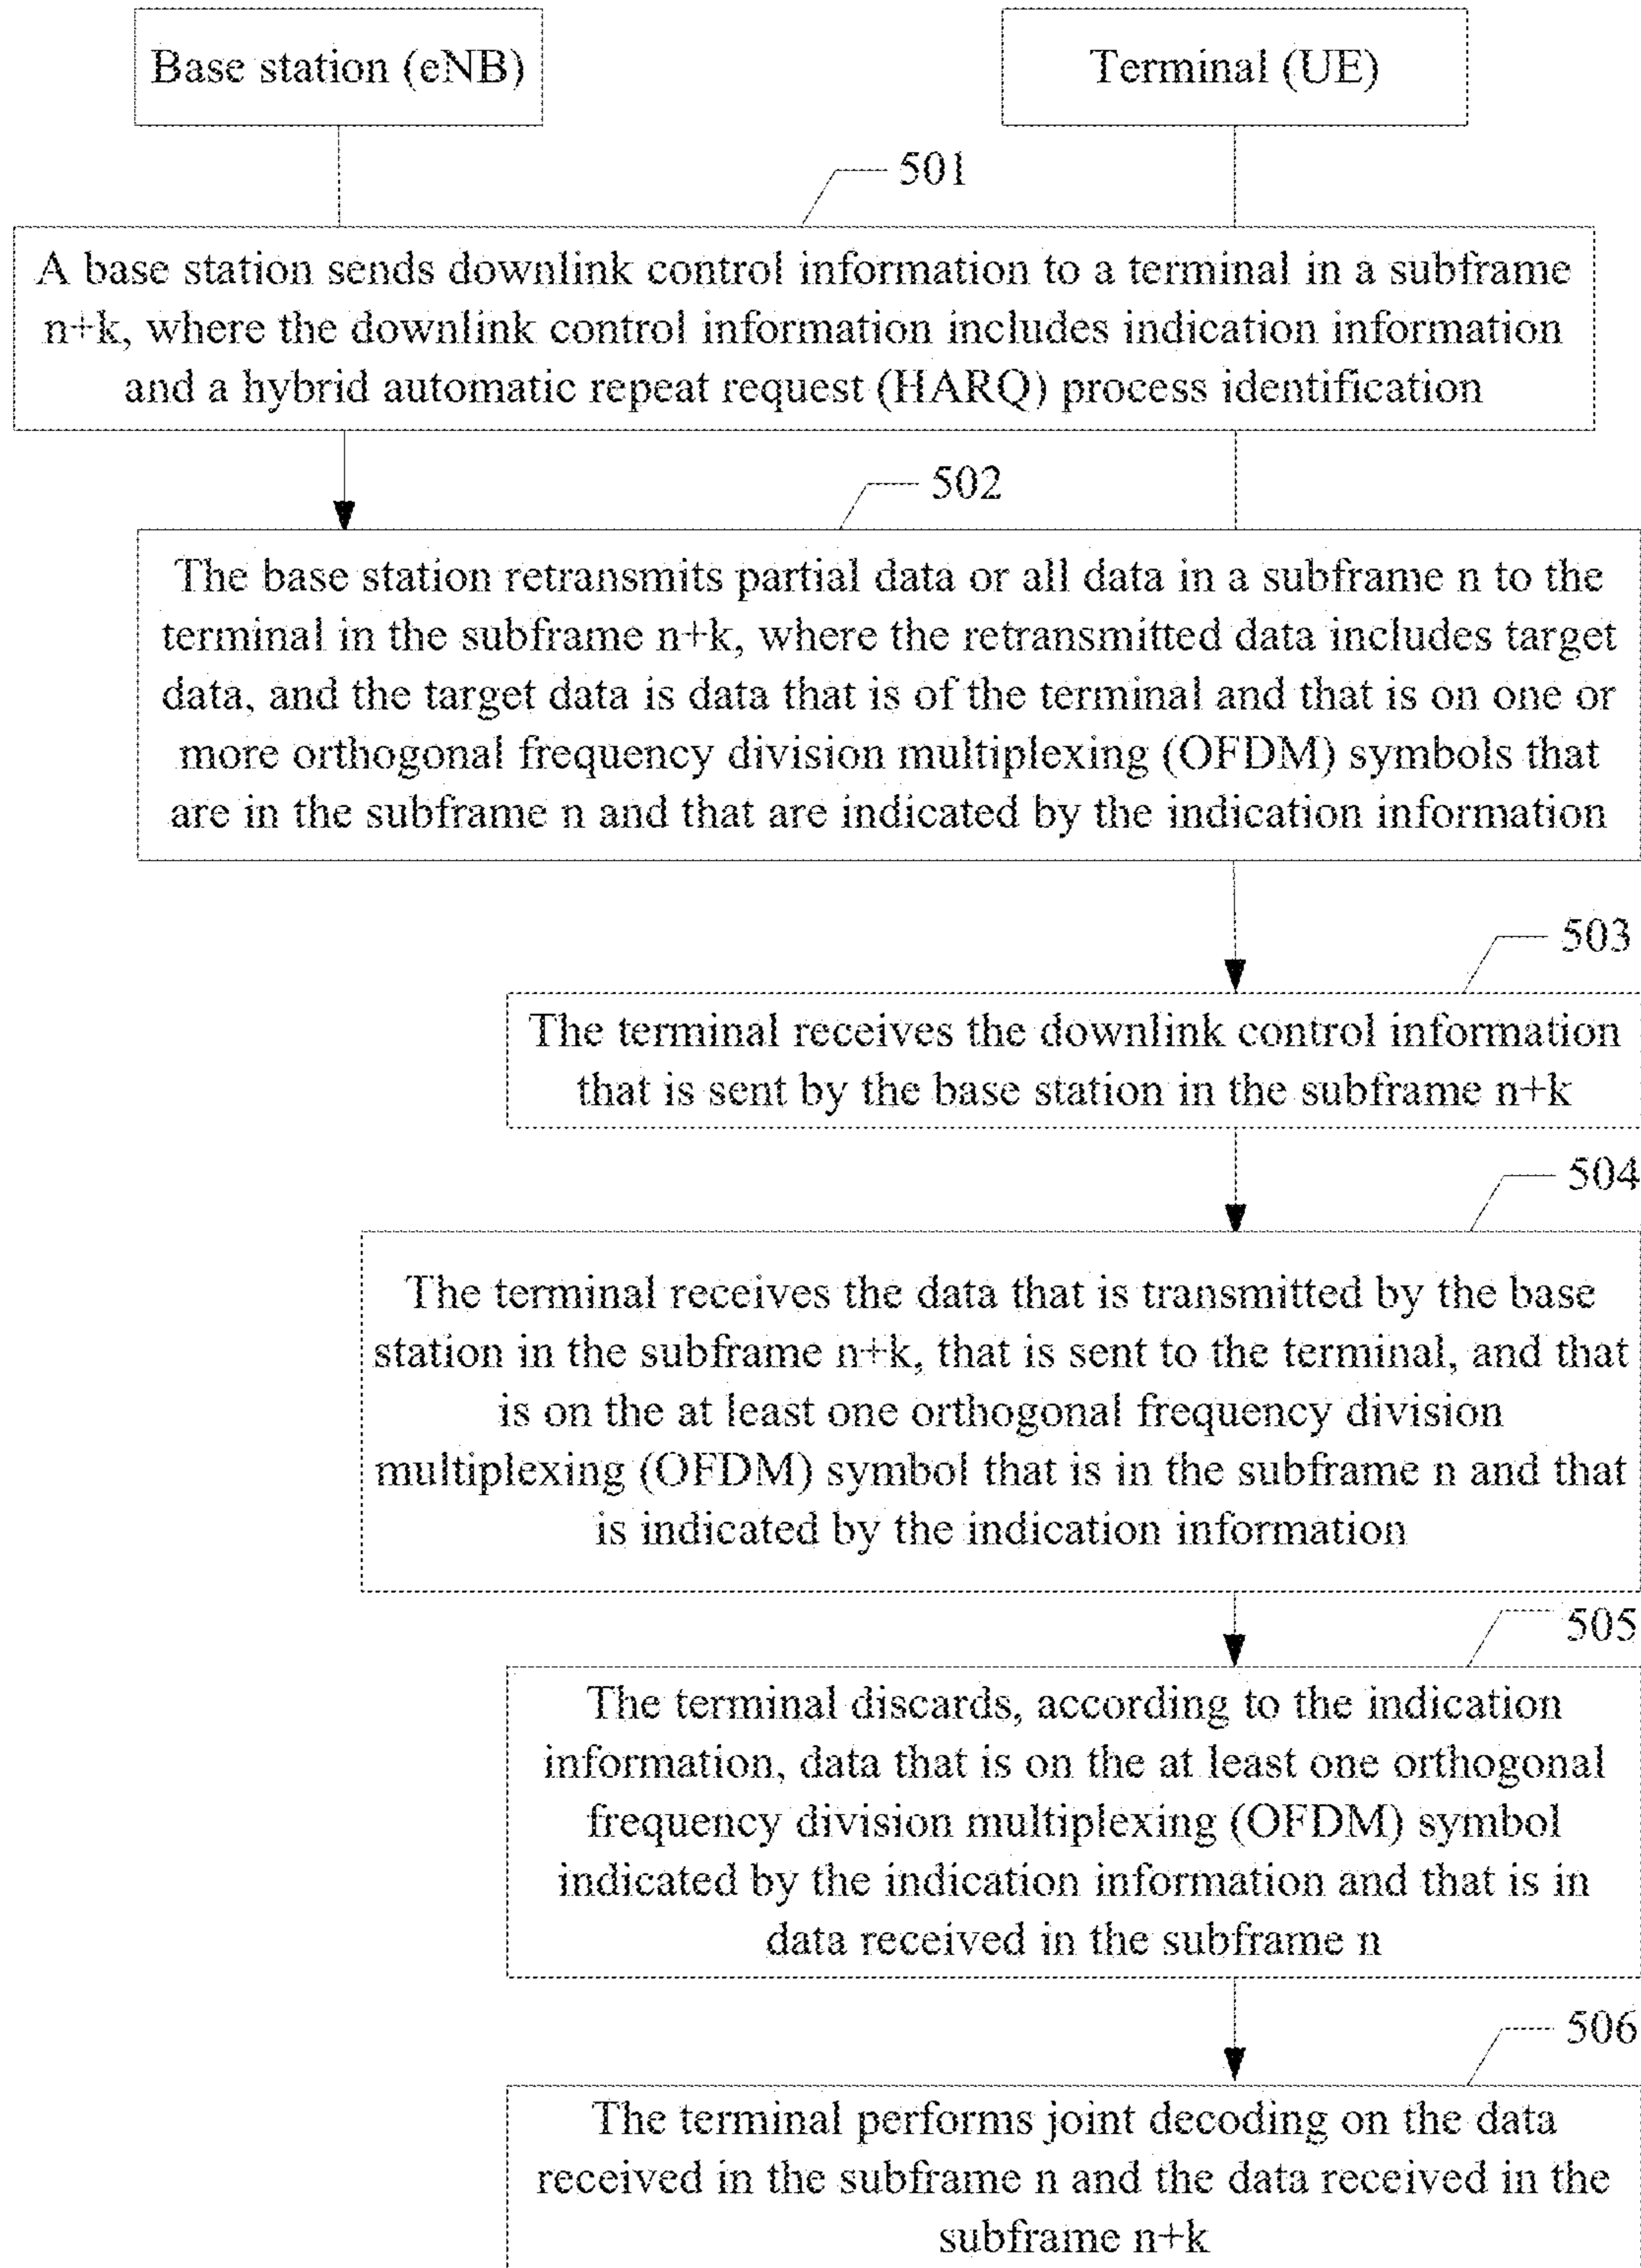 Base station (eNB)
Terminal (UE)
501
A base station sends downlink control information to a terminal in a subframe
n+k, where the downlink control information includes indication information
and a hybrid automatic repeat request (HARQ) process identification
502
The base station retransmits partial data or all data in a subframe n to the
terminal in the subframe n+k, where the retransmitted data includes target
data, and the target data is data that is of the terminal and that is on one or
more orthogonal frequency division multiplexing (OFDM) symbols that
are in the subframe n and that are indicated by the indication information
503
The terminal receives the downlink control information
that is sent by the base station in the subframe n+k
504
The terminal receives the data that is transmitted by the base
station in the subframe n+k, that is sent to the terminal, and that
is on the at least one orthogonal frequency division
multiplexing (OFDM) symbol that is in the subframe n and that
is indicated by the indication information
505
The terminal discards, according to the indication
information, data that is on the at least one orthogonal
frequency division multiplexing (OFDM) symbol
indicated by the indication information and that is in
data received in the subframe n
506
The terminal performs joint decoding on the data
received in the subframe n and the data received in the
subframe n+k